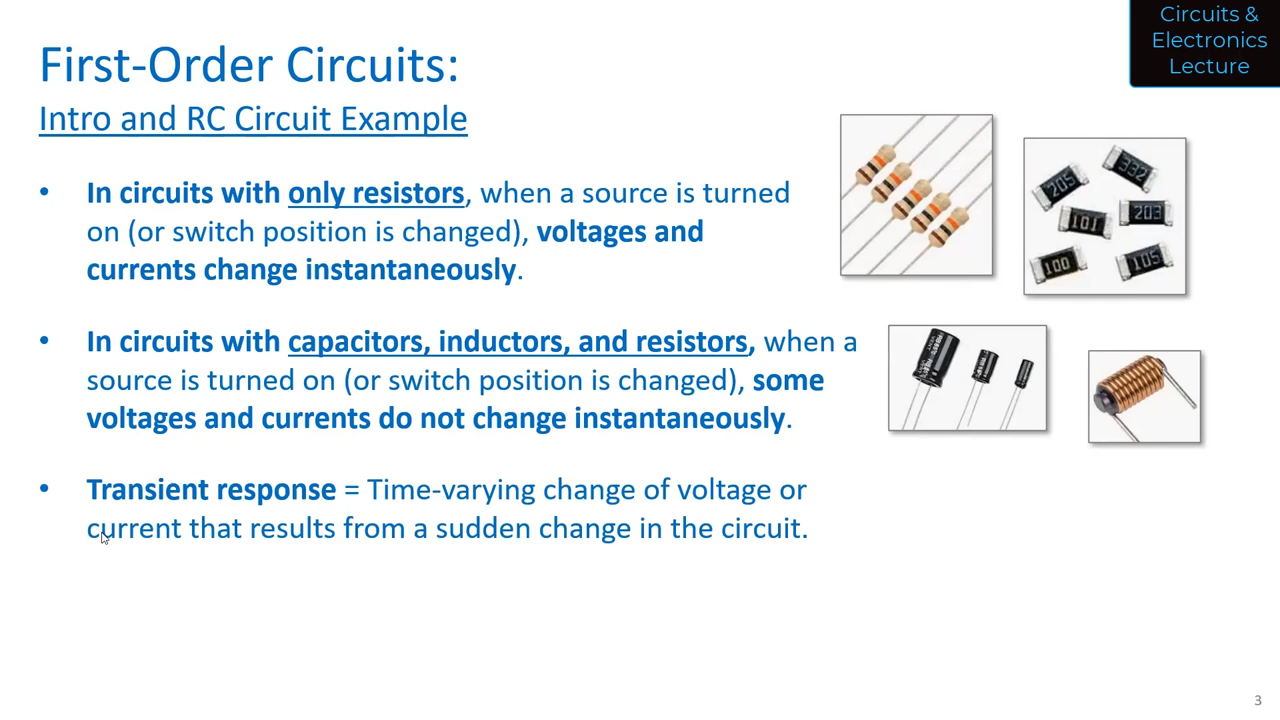 Circuits &
Electronics
Lecture
First-Order Circuits:
Intro and RC Circuit Example
• In circuits with only resistors, when a source is turned
on (or switch position is changed), voltages and
currents change instantaneously.
• In circuits with capacitors, inductors, and resistors, when a
source is turned on (or switch position is changed), some
voltages and currents do not change instantaneously.
• Transient response = Time-varying change of voltage or
current that results from a sudden change in the circuit.
205
332
101
203
100
105
3